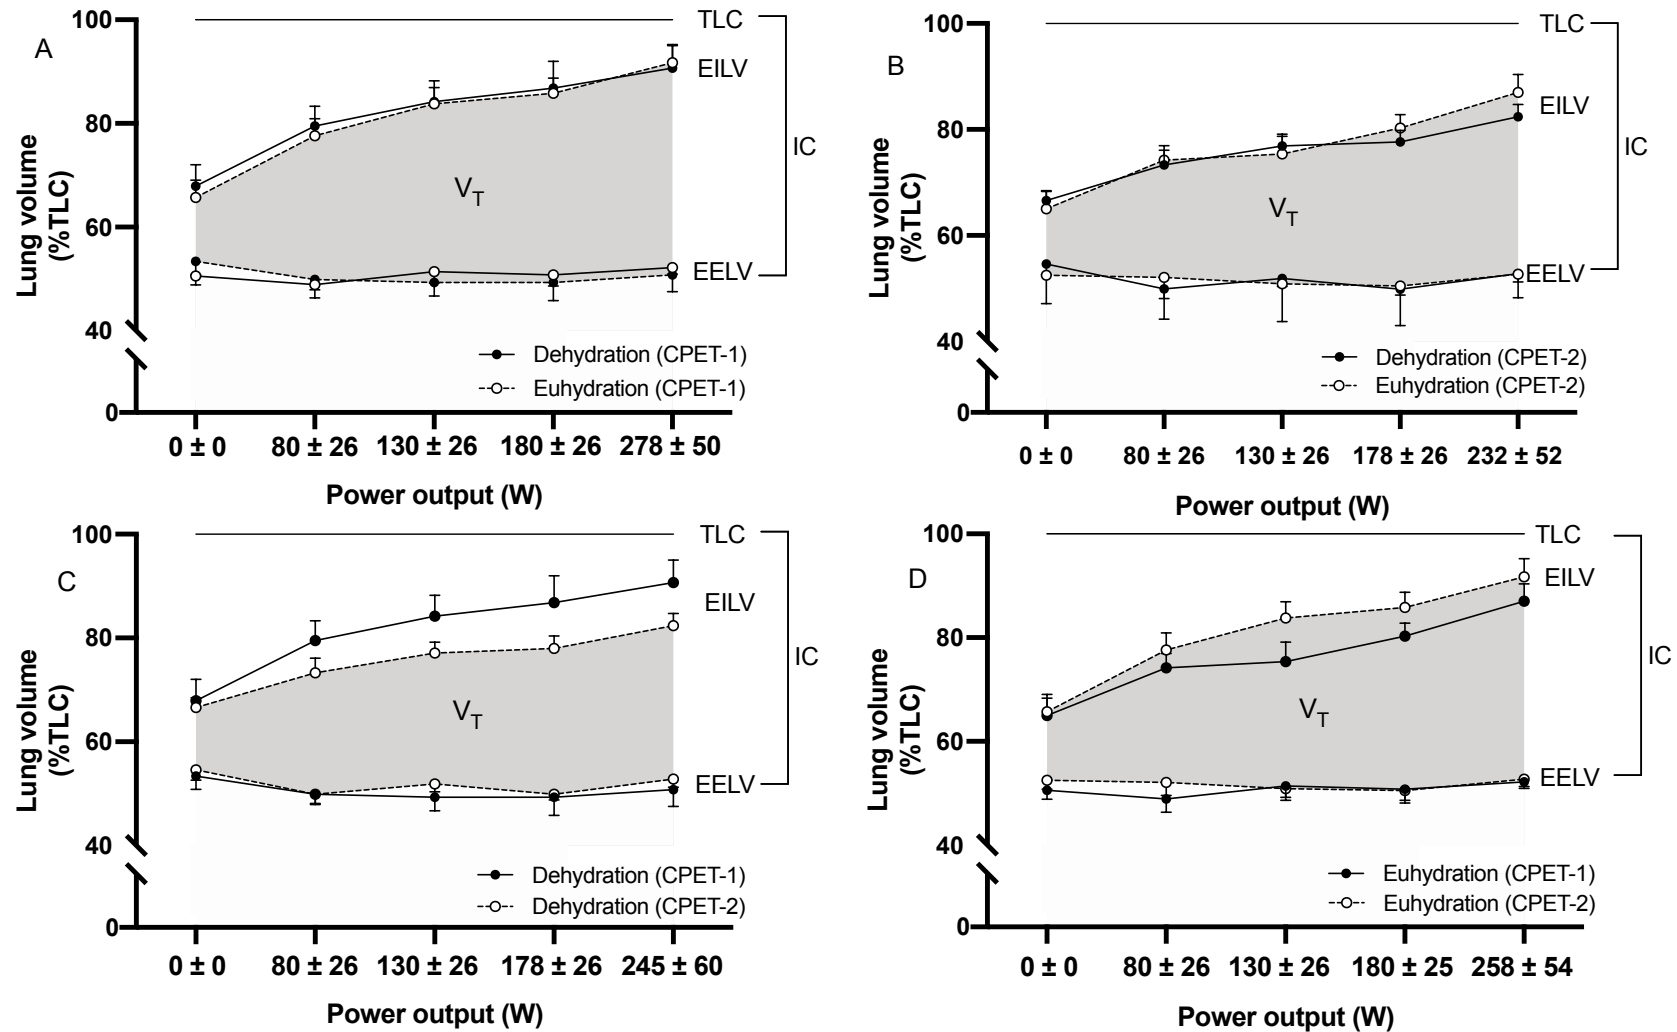 A
100
80
60
40
0
Lung volume
(%TLC)
TLC
EILV
IC
VT
EELV
Dehydration (CPET-1)
Euhydration (CPET-1)
0 ± 0 80 ± 26 130 ± 26 180 ± 26 278 ± 50
Power output (W)
B
100
80
60
40
0
Lung volume
(%TLC)
TLC
EILV
IC
VT
EELV
Dehydration (CPET-2)
Euhydration (CPET-2)
0 ± 0 80 ± 26 130 ± 26 178 ± 26 232 ± 52
Power output (W)
C
100
80
60
40
0
Lung volume
(%TLC)
TLC
EILV
IC
VT
EELV
Dehydration (CPET-1)
Dehydration (CPET-2)
0 ± 0 80 ± 26 130 ± 26 178 ± 26 245 ± 60
Power output (W)
D
100
80
60
40
0
Lung volume
(%TLC)
TLC
EILV
IC
VT
EELV
Euhydration (CPET-1)
Euhydration (CPET-2)
0 ± 0 80 ± 26 130 ± 26 180 ± 25 258 ± 54
Power output (W)